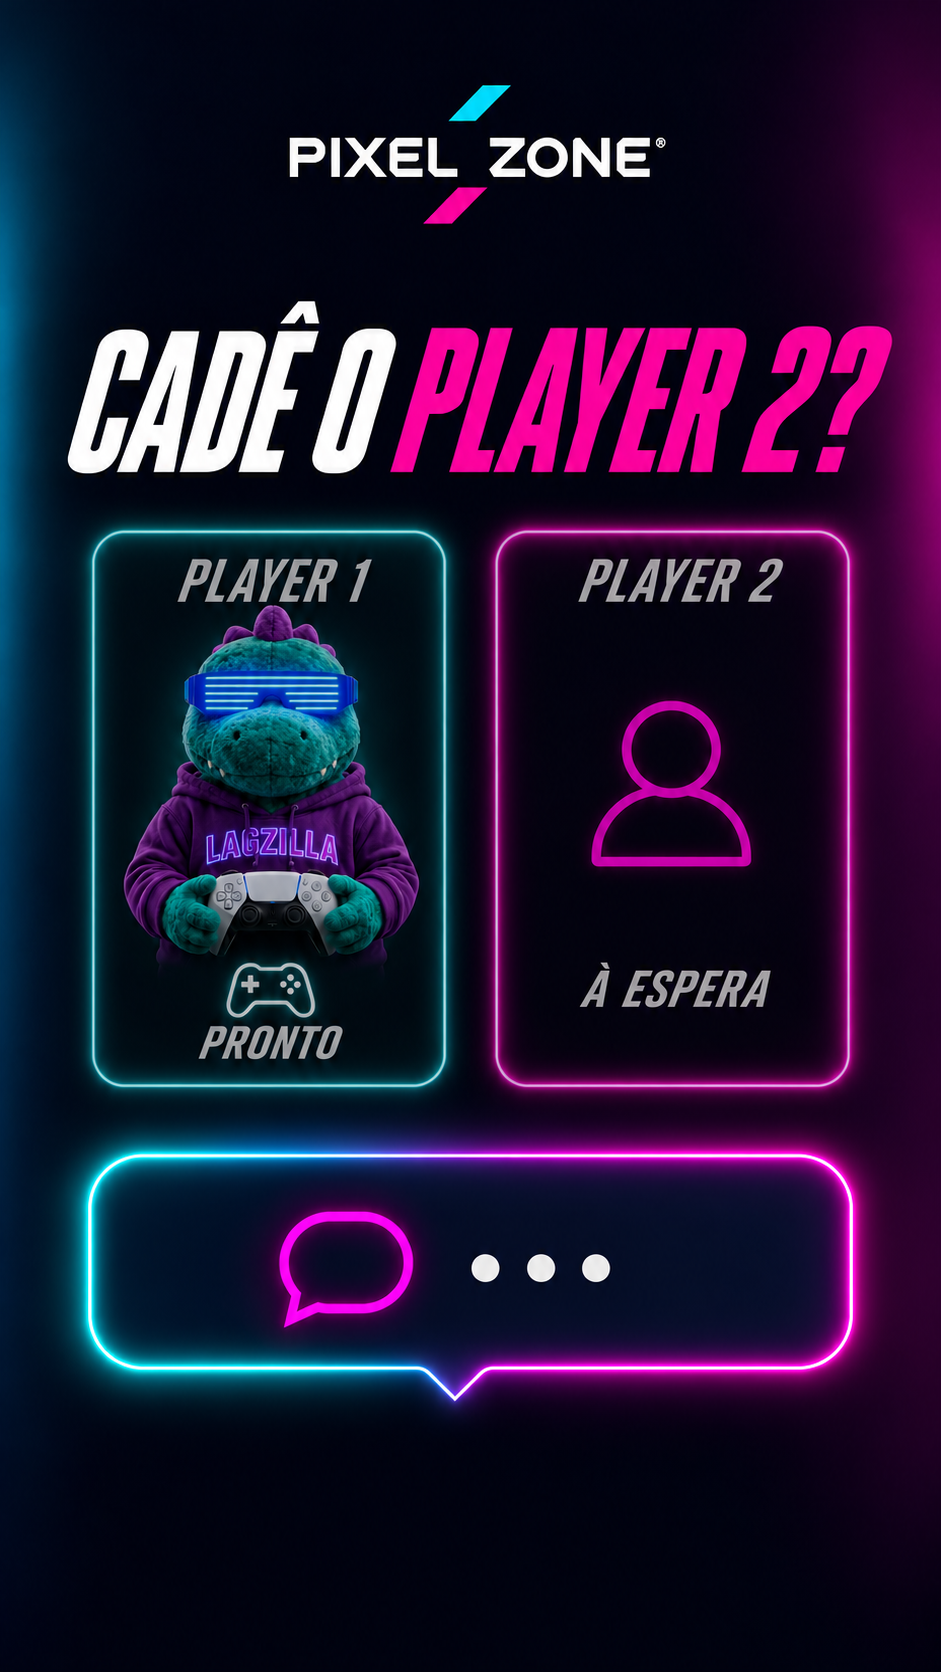 PIXEL ZONE®
CADÊ O PLAYER 2?
PLAYER 1
LAGZILLA
PRONTO
PLAYER 2
À ESPERA